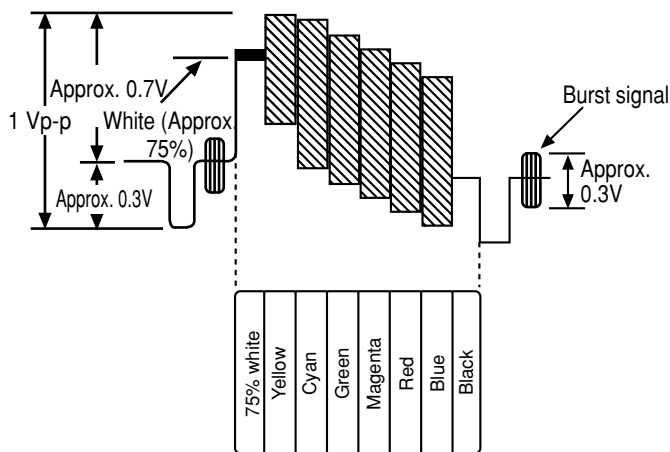 Approx. 0.7V
1 Vp-p
White (Approx.
75%)
Approx. 0.3V
Burst signal
Approx.
0.3V
75% white
Yellow
Cyan
Green
Magenta
Red
Blue
Black